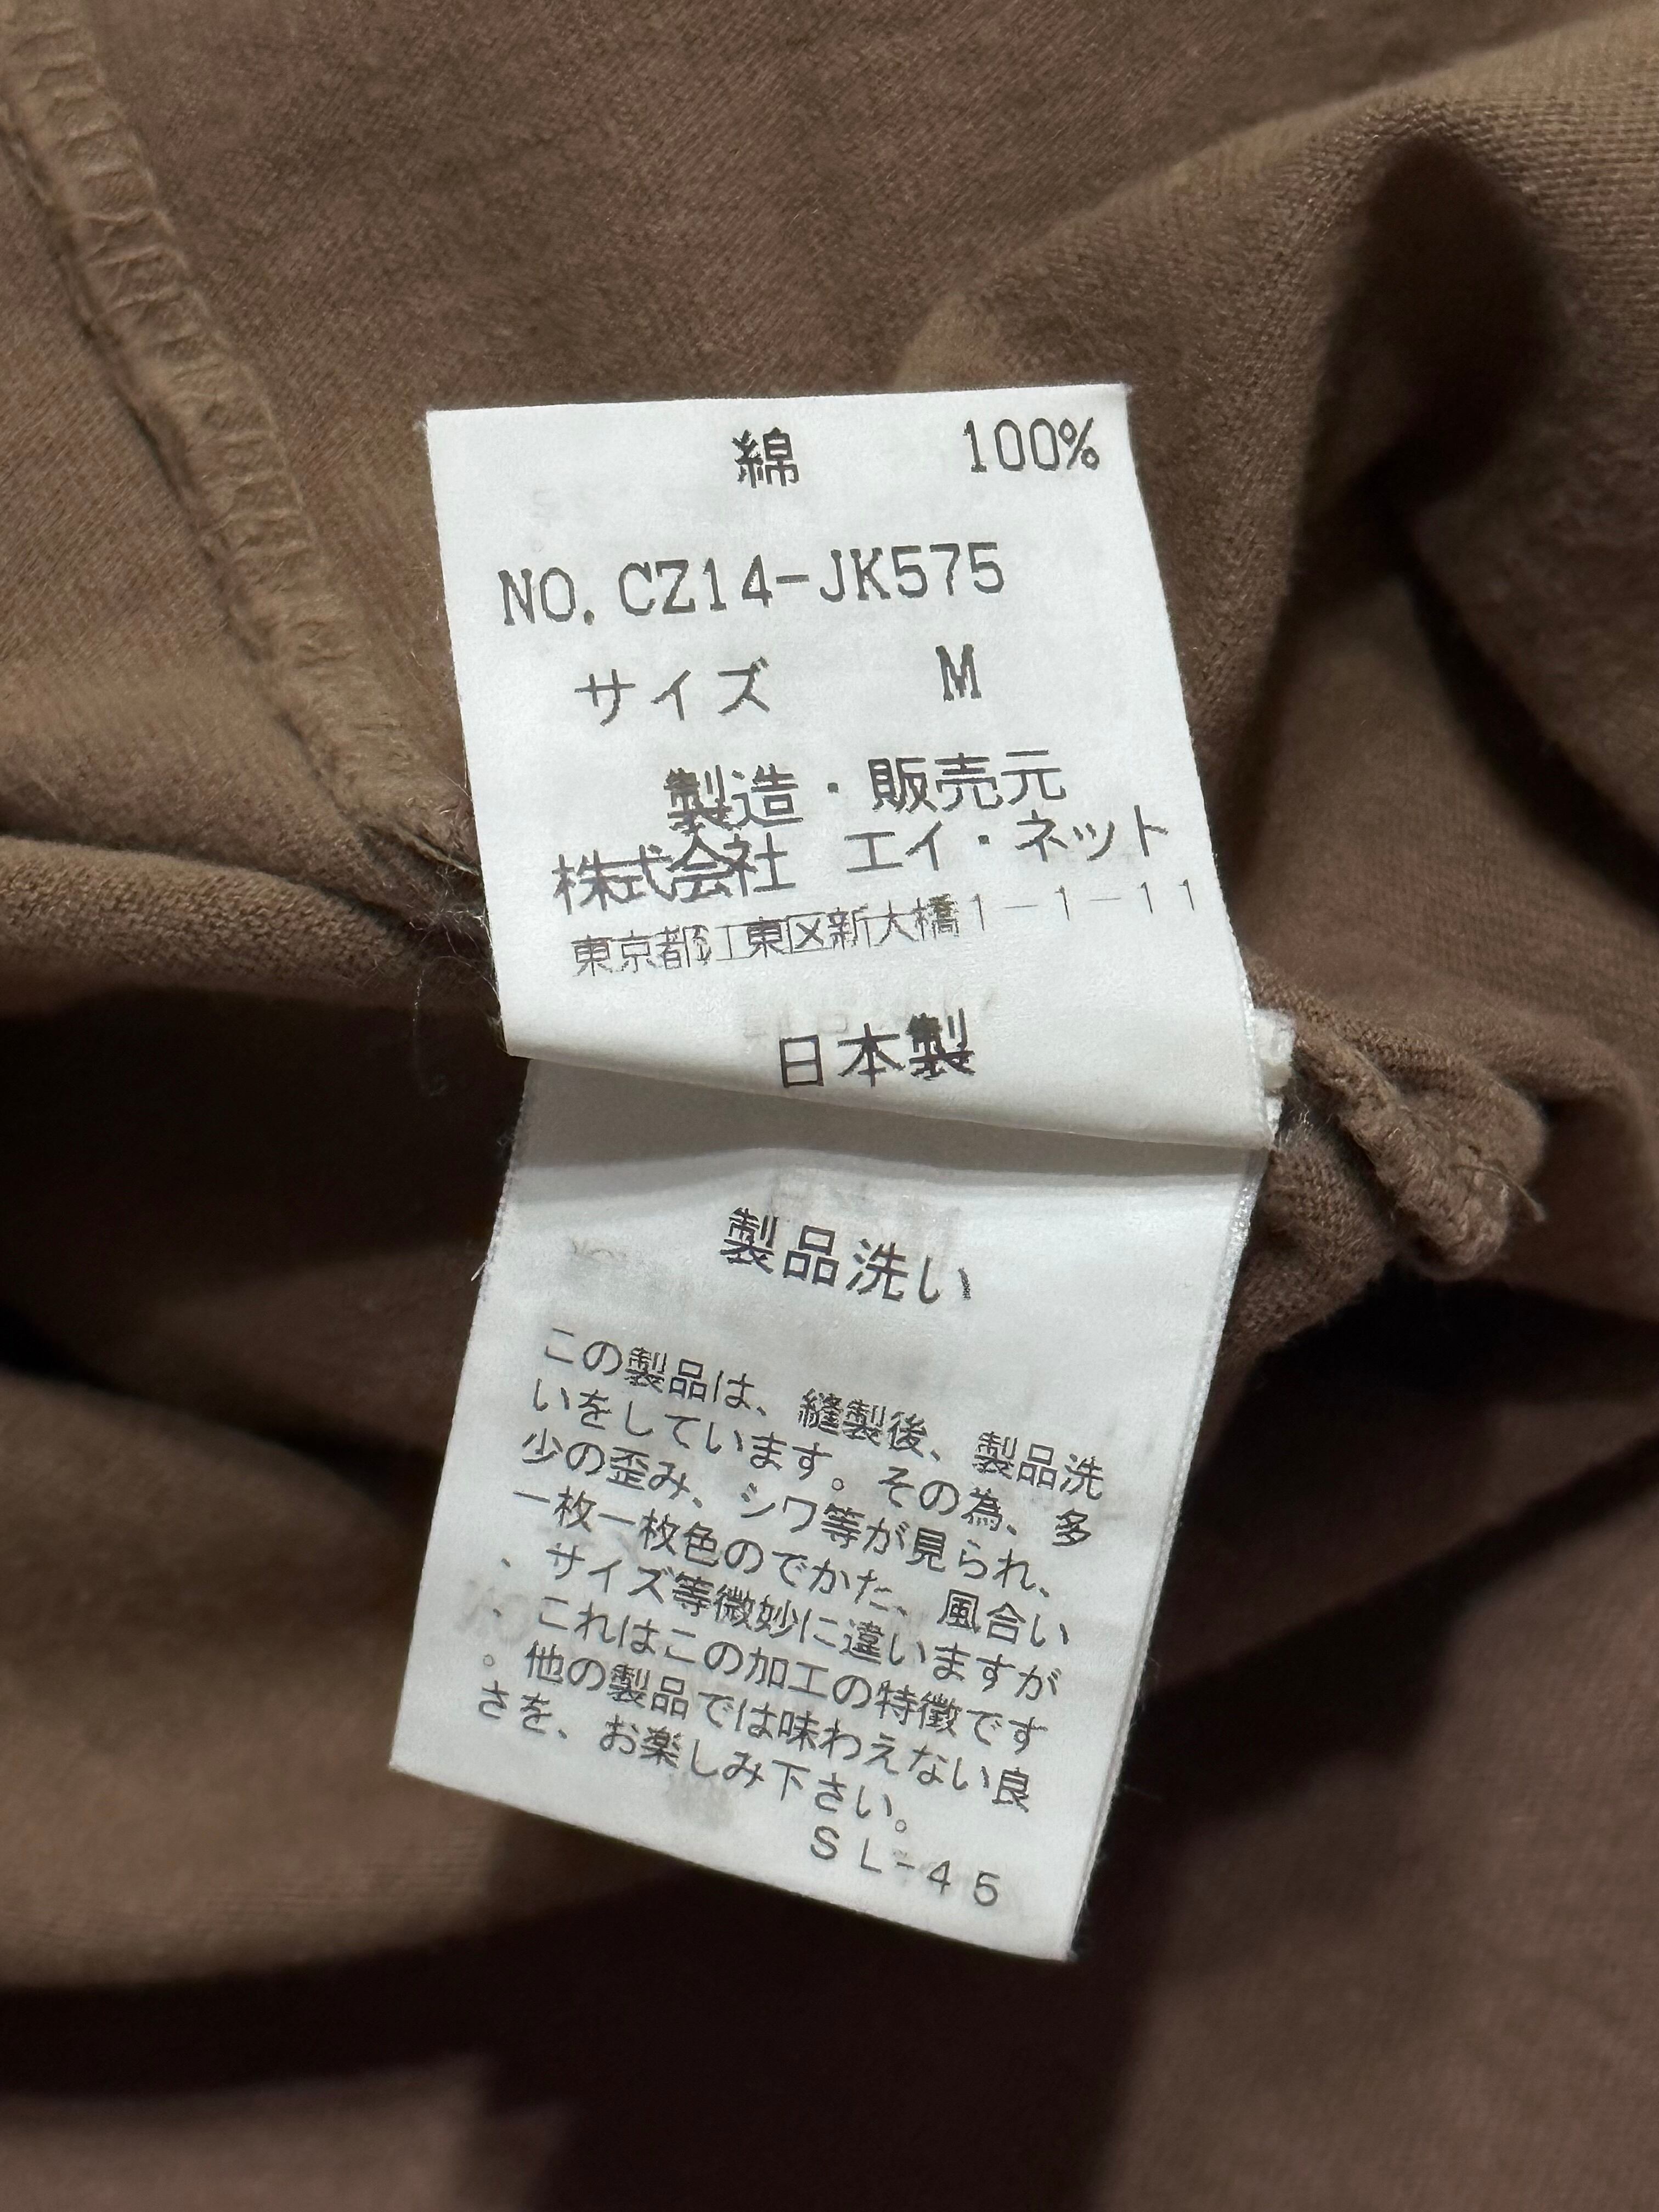 綿 100%
NO. CZ14-JK575
サイズ M
製造・販売元
株式会社 エイ・ネット
東京都江東区新大橋1-1-11
日本製
製品洗い
この製品は、縫製後、製品洗
いをしています。その為、多
少の歪み、シワ等が見られ、
一枚一枚色のでかた、風合い
、サイズ等微妙に違いますが
、これはこの加工の特徴です
。他の製品では味わえない良
さを、お楽しみ下さい。
SL-45